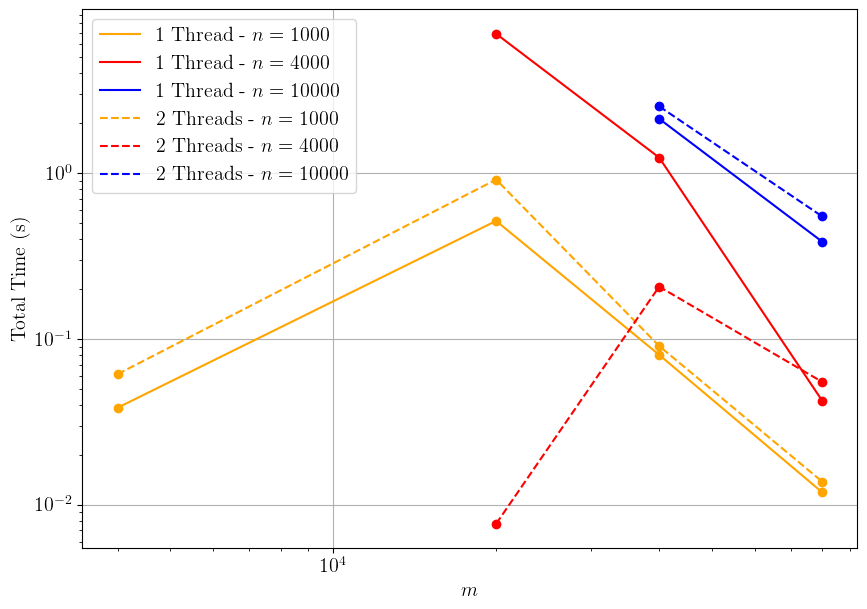 1 Thread - n = 1000
1 Thread - n = 4000
1 Thread - n = 10000
2 Threads - n = 1000
2 Threads - n = 4000
2 Threads - n = 10000
Total Time (s)
10^0
10^-1
10^-2
10^4
m